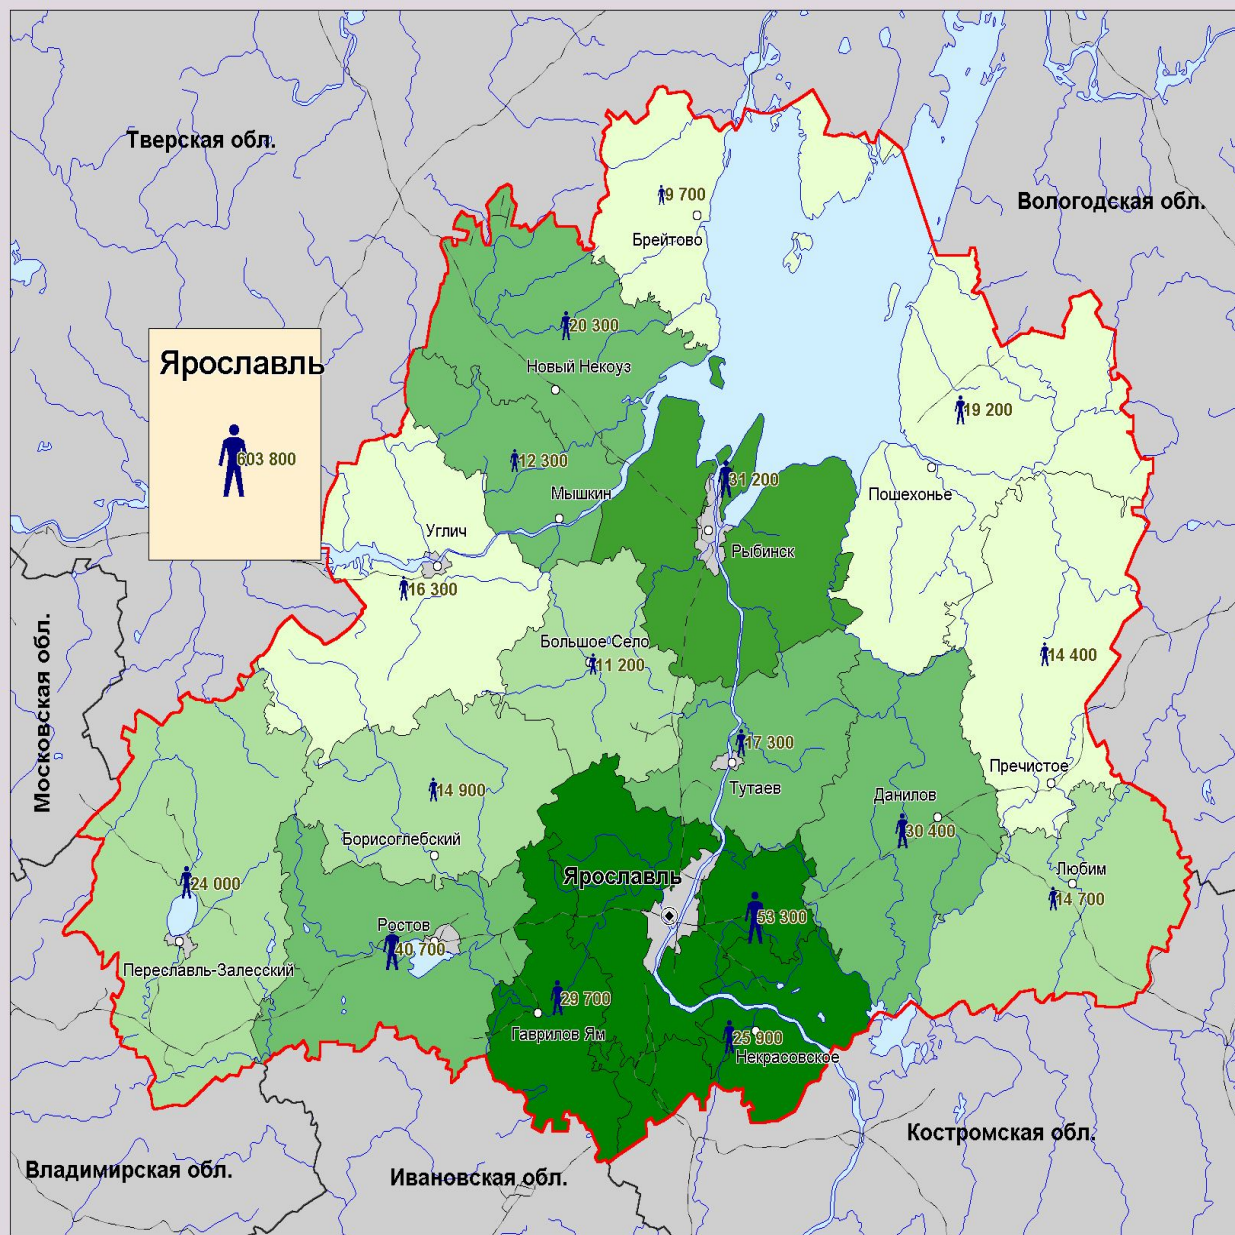 Тверская обл.
Вологодская обл.
9 700
Брейтово
20 300
Новый Некоуз
Ярославль
603 800
19 200
12 300
Мышкин
31 200
Пошехонье
Углич
Рыбинск
16 300
Московская обл.
Большое Село
11 200
14 400
17 300
Тутаев
Пречистое
14 900
Данилов
30 400
Борисоглебский
Любим
14 700
Ярославль
24 000
53 300
Ростов
40 700
Переславль-Залесский
29 700
Гаврилов Ям
25 900
Некрасовское
Костромская обл.
Владимирская обл.
Ивановская обл.